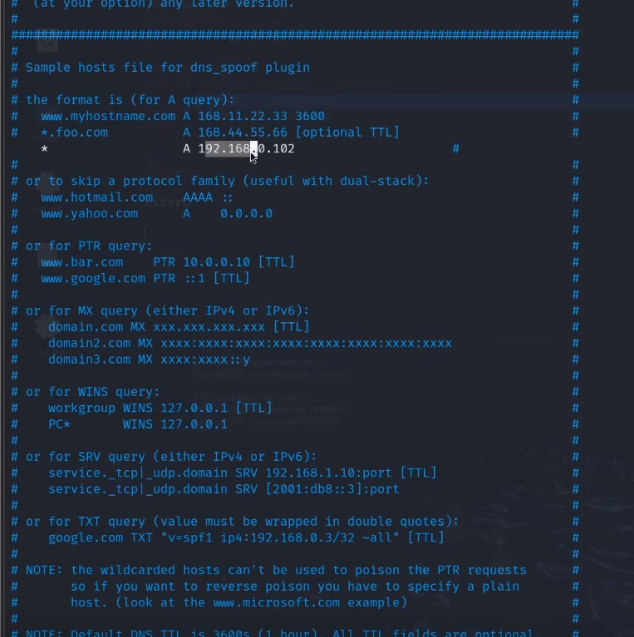 #  (at your option) any later version. #
# #
############################################################################
# #
# Sample hosts file for dns_spoof plugin #
# #
# the format is (for A query): #
#   www.myhostname.com A 168.11.22.33 3600 #
#   *.foo.com          A 168.44.55.66 [optional TTL] #
    *                  A 192.168.0.102 #
# #
# or to skip a protocol family (useful with dual-stack): #
#   www.hotmail.com    AAAA :: #
#   www.yahoo.com      A    0.0.0.0 #
# #
# or for PTR query: #
#   www.bar.com    PTR 10.0.0.10 [TTL] #
#   www.google.com PTR ::1 [TTL] #
# #
# or for MX query (either IPv4 or IPv6): #
#    domain.com MX xxx.xxx.xxx.xxx [TTL] #
#    domain2.com MX xxxx:xxxx:xxxx:xxxx:xxxx:xxxx:xxxx:xxxx #
#    domain3.com MX xxxx:xxxx::y #
# #
# or for WINS query: #
#    workgroup WINS 127.0.0.1 [TTL] #
#    PC*       WINS 127.0.0.1 #
# #
# or for SRV query (either IPv4 or IPv6): #
#    service._tcp|_udp.domain SRV 192.168.1.10:port [TTL] #
#    service._tcp|_udp.domain SRV [2001:db8::3]:port #
# #
# or for TXT query (value must be wrapped in double quotes): #
#    google.com TXT "v=spf1 ip4:192.168.0.3/32 ~all" [TTL] #
# #
# NOTE: the wildcarded hosts can't be used to poison the PTR requests #
#       so if you want to reverse poison you have to specify a plain #
#       host. (look at the www.microsoft.com example) #
# #
# NOTE: Default DNS TTL is 3600s (1 hour). All TTL fields are optional. #